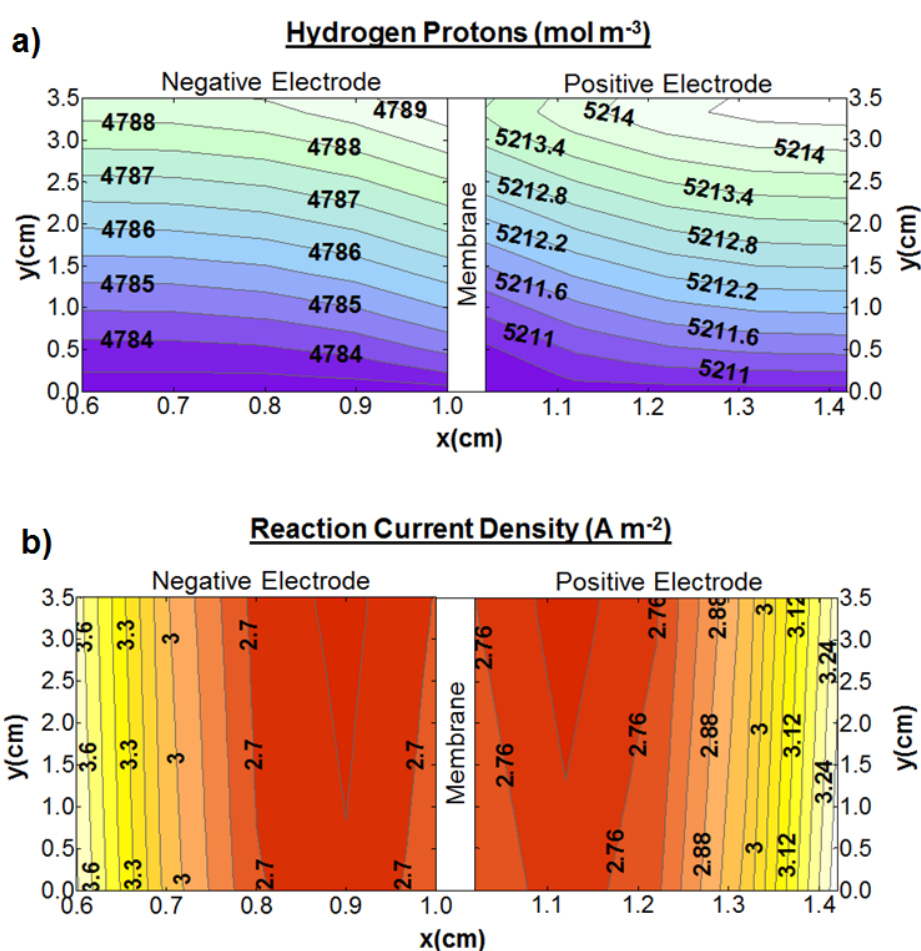 a)
Hydrogen Protons (mol m-3)
Negative Electrode
Positive Electrode
3.5
3.0
2.5
2.0
1.5
1.0
0.5
0.0
y(cm)
4788
4789
4788
4787
4787
4786
4786
4785
4785
4784
4784
Membrane
5214
5214
5213.4
5213.4
5212.8
5212.8
5212.2
5212.2
5211.6
5211.6
5211
5211
3.5
3.0
2.5
2.0
1.5
1.0
0.5
0.0
y(cm)
0.6 0.7 0.8 0.9 1.0 1.1 1.2 1.3 1.4
x(cm)
b)
Reaction Current Density (A m-2)
Negative Electrode
Positive Electrode
3.5
3.0
2.5
2.0
1.5
1.0
0.5
0.0
y(cm)
3.6 3.3 3 2.7
3.6 3.3 3 2.7 2.7
3.6 3.3 3 2.7 2.7
Membrane
2.76 2.76 2.88 3 3.12 3.24
2.76 2.76 2.88 3 3.12 3.24
2.76 2.88 3 3.12
3.5
3.0
2.5
2.0
1.5
1.0
0.5
0.0
y(cm)
0.6 0.7 0.8 0.9 1.0 1.1 1.2 1.3 1.4
x(cm)